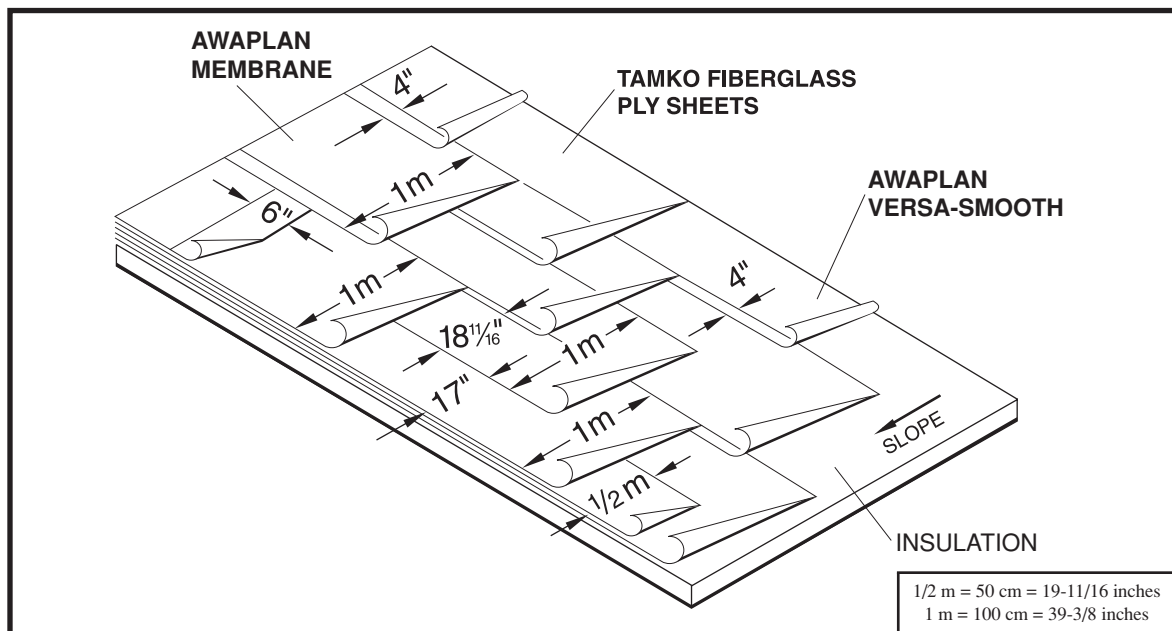 AWAPLAN
MEMBRANE
4"
TAMKO FIBERGLASS
PLY SHEETS
AWAPLAN
VERSA-SMOOTH
1m
6"
4"
1m
18 11/16"
1m
17"
1m
SLOPE
1/2 m
INSULATION
1/2 m = 50 cm = 19-11/16 inches
1 m = 100 cm = 39-3/8 inches